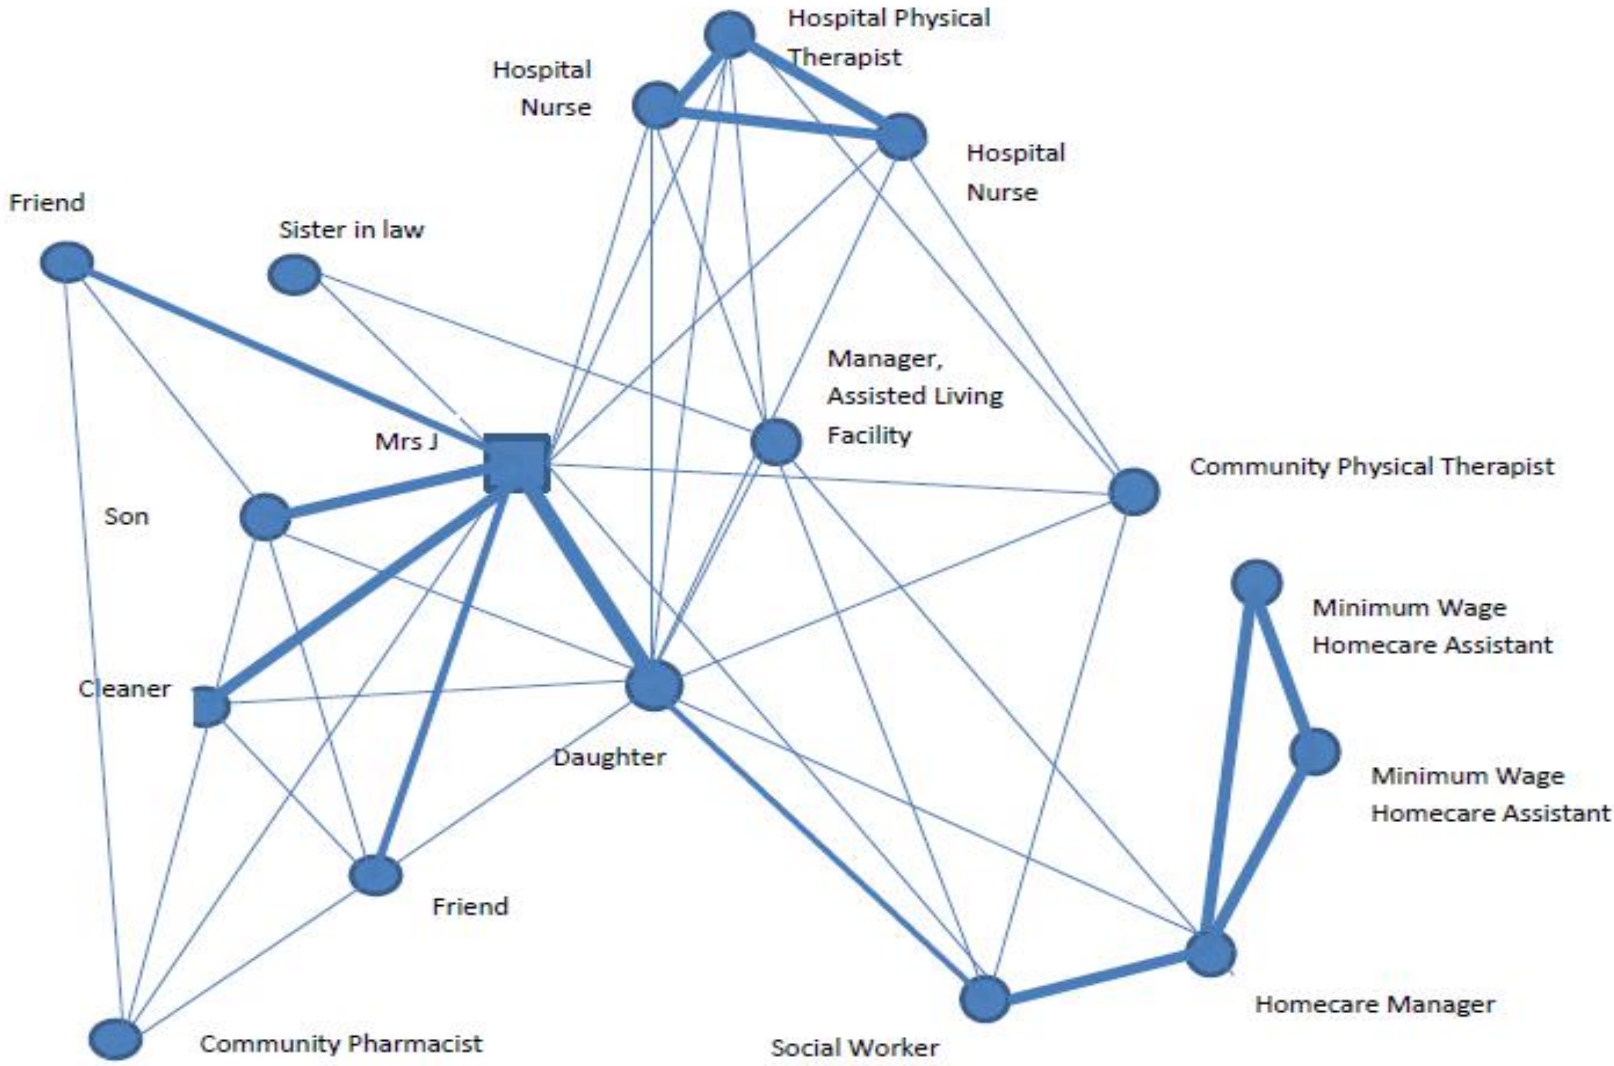 Hospital Physical
Therapist
Hospital
Nurse
Hospital
Nurse
Friend
Sister in law
Manager,
Assisted Living
Facility
Mrs J
Community Physical Therapist
Son
Minimum Wage
Homecare Assistant
Cleaner
Daughter
Minimum Wage
Homecare Assistant
Friend
Homecare Manager
Community Pharmacist
Social Worker